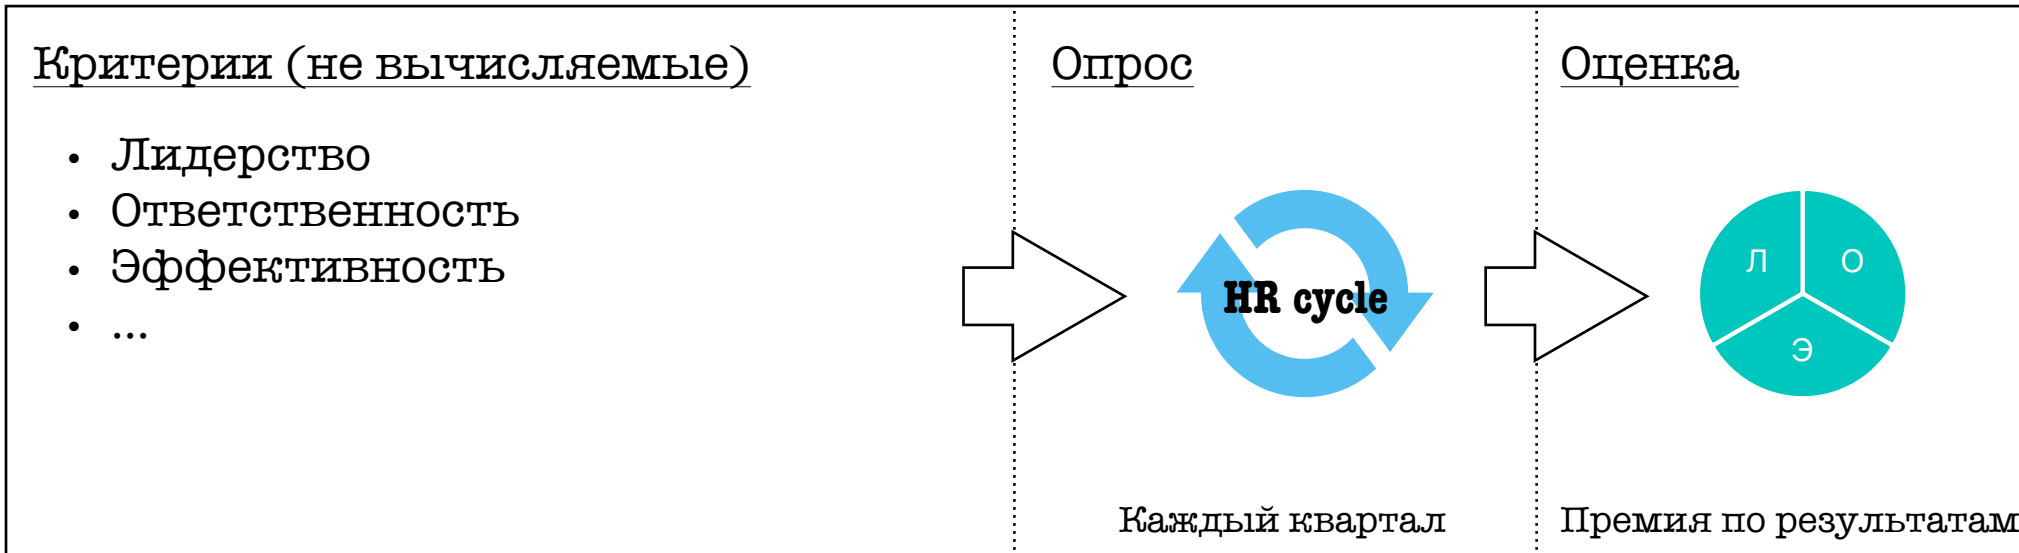 Критерии (не вычисляемые)
• Лидерство
• Ответственность
• Эффективность
• ...
Опрос
HR cycle
Каждый квартал
Оценка
Л
О
Э
Премия по результатам